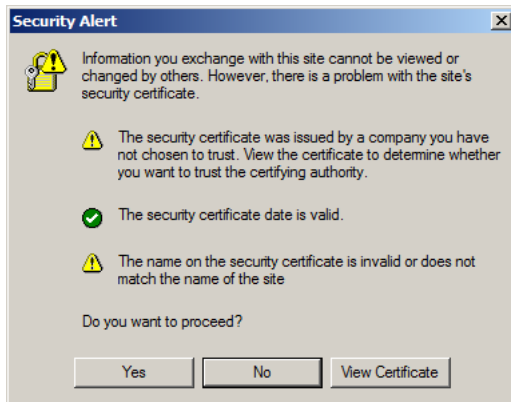 Security Alert
Information you exchange with this site cannot be viewed or
changed by others. However, there is a problem with the site's
security certificate.
The security certificate was issued by a company you have
not chosen to trust. View the certificate to determine whether
you want to trust the certifying authority.
The security certificate date is valid.
The name on the security certificate is invalid or does not
match the name of the site
Do you want to proceed?
Yes
No
View Certificate